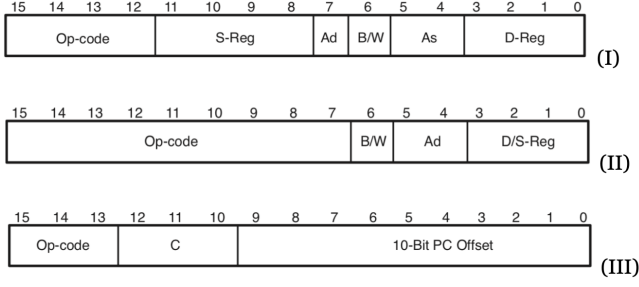 15 14 13 12 11 10 9 8 7 6 5 4 3 2 1 0
Op-code S-Reg Ad B/W As D-Reg
(I)
15 14 13 12 11 10 9 8 7 6 5 4 3 2 1 0
Op-code B/W Ad D/S-Reg
(II)
15 14 13 12 11 10 9 8 7 6 5 4 3 2 1 0
Op-code C 10-Bit PC Offset
(III)